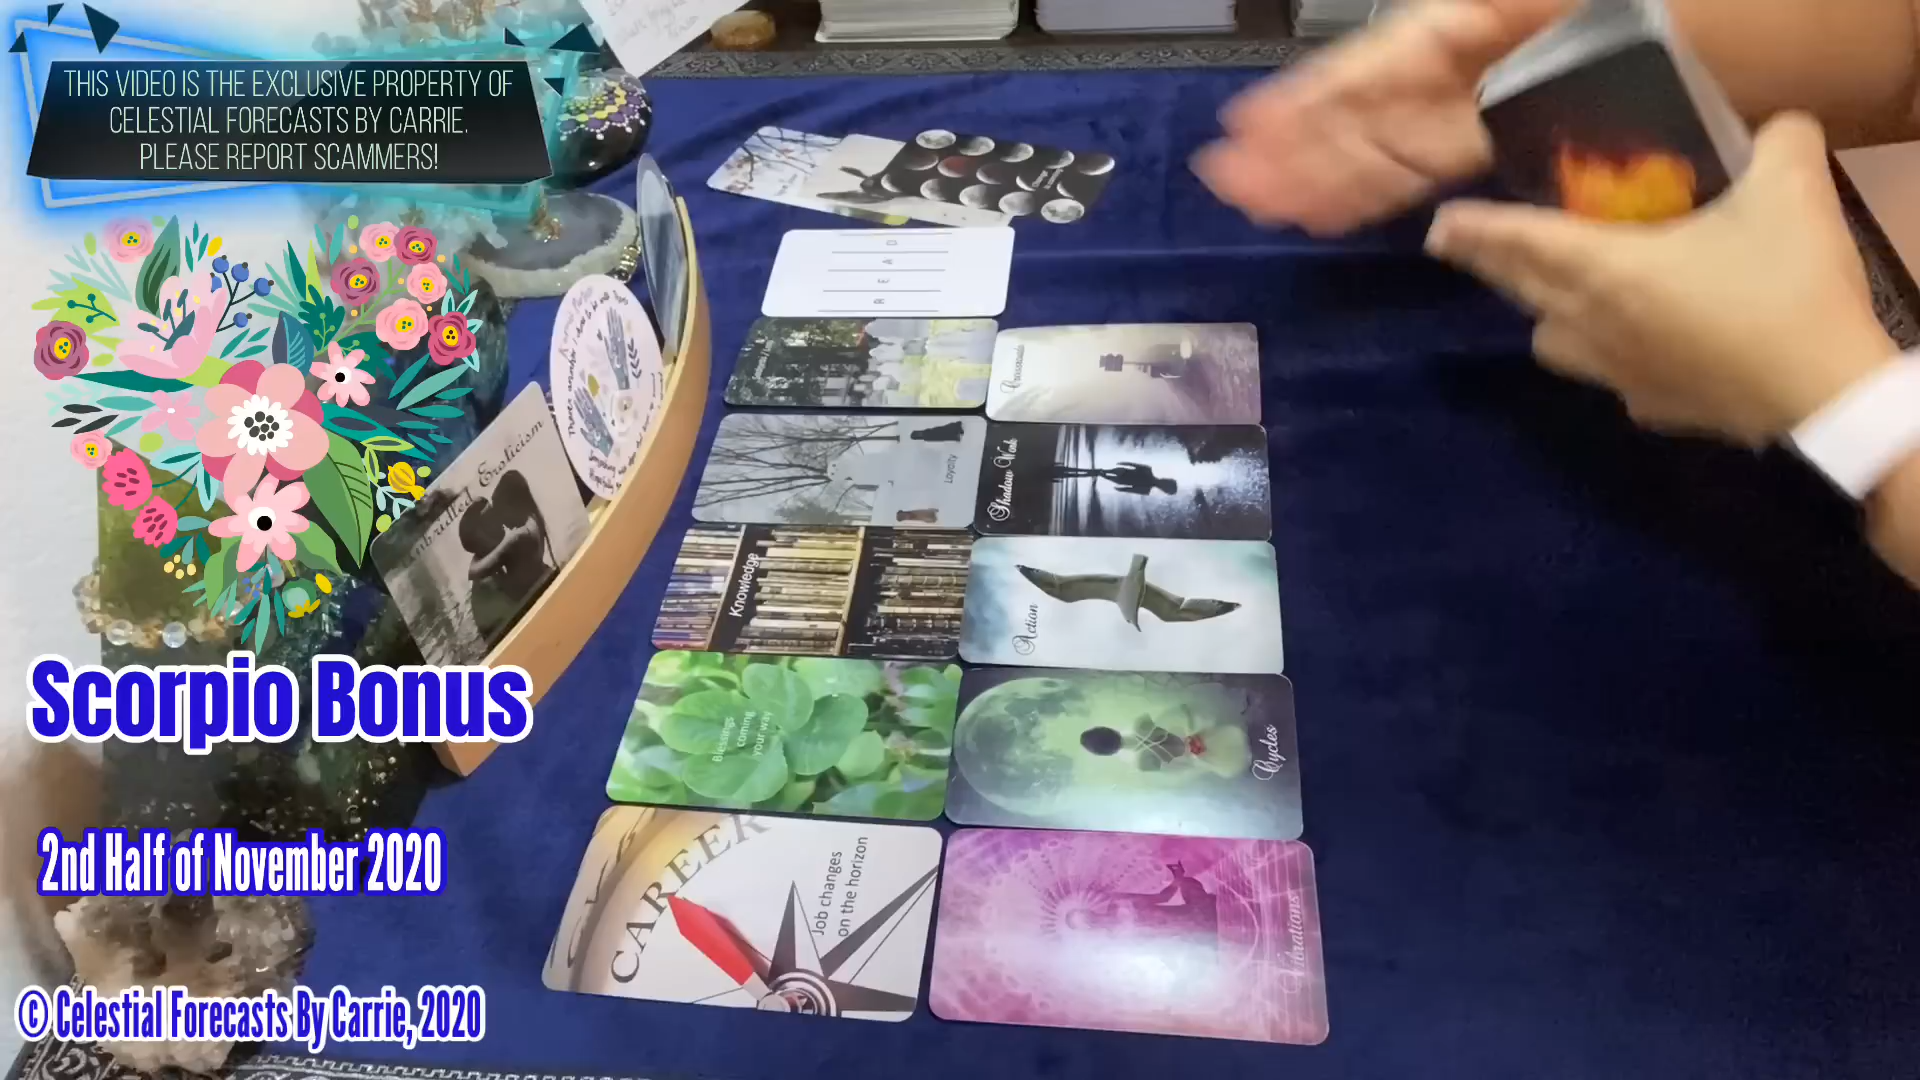 THIS VIDEO IS THE EXCLUSIVE PROPERTY OF
CELESTIAL FORECASTS BY CARRIE.
PLEASE REPORT SCAMMERS!
Scorpio Bonus
2nd Half of November 2020
© Celestial Forecasts By Carrie, 2020
Unbridled Eroticism
READ
Crossroads
Loyalty
Shadow Work
Knowledge
Action
Blessings
coming
your way
Cycles
CAREER
Job changes
on the horizon
Vibrations